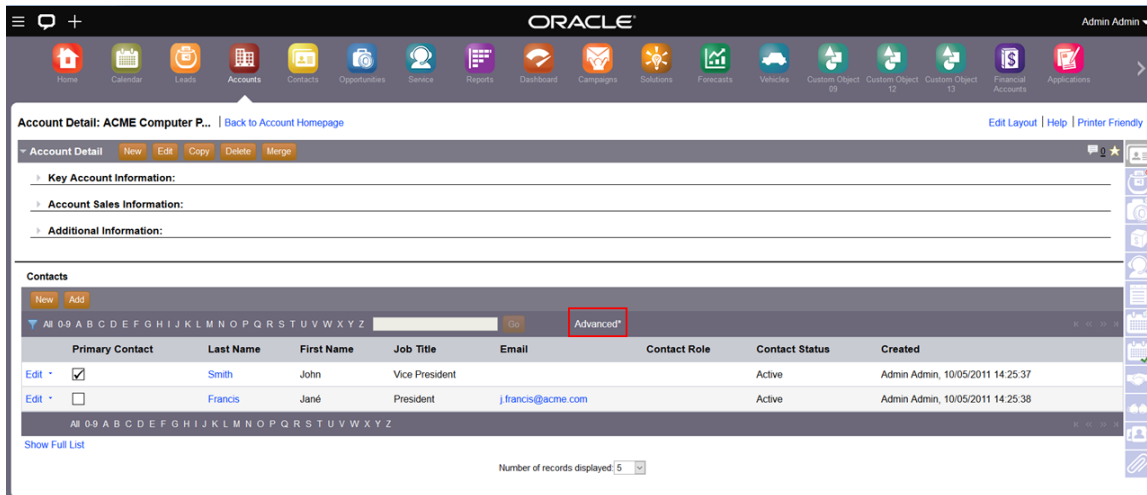 ORACLE
Admin Admin
Home Calendar Leads Accounts Contacts Opportunities Service Reports Dashboard Campaigns Solutions Forecasts Vehicles Custom Object 09 Custom Object 12 Custom Object 13 Financial Accounts Applications
Account Detail: ACME Computer P... | Back to Account Homepage Edit Layout | Help | Printer Friendly
Account Detail New Edit Copy Delete Merge 0
Key Account Information:
Account Sales Information:
Additional Information:
Contacts
New Add
All 0-9 A B C D E F G H I J K L M N O P Q R S T U V W X Y Z Go Advanced*
Primary Contact Last Name First Name Job Title Email Contact Role Contact Status Created
Edit Smith John Vice President Active Admin Admin, 10/05/2011 14:25:37
Edit Francis Jané President j.francis@acme.com Active Admin Admin, 10/05/2011 14:25:38
All 0-9 A B C D E F G H I J K L M N O P Q R S T U V W X Y Z
Show Full List
Number of records displayed: 5